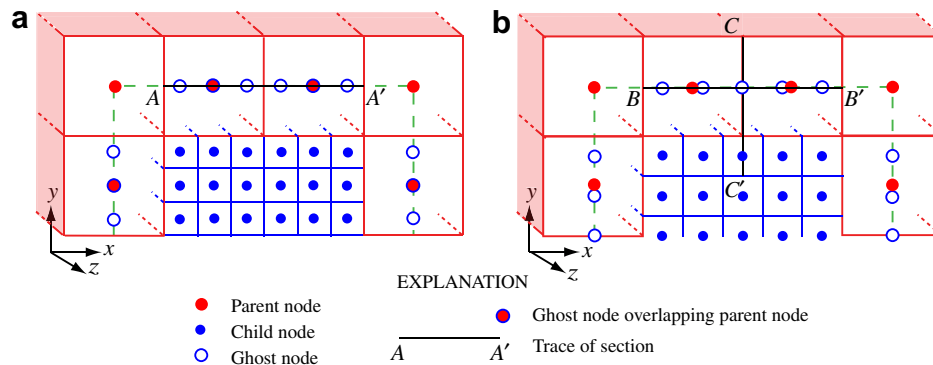 a
b
C
A
A′
B
B′
C′
y
x
z
y
x
z
EXPLANATION
Parent node
Child node
Ghost node
Ghost node overlapping parent node
A
A′
Trace of section